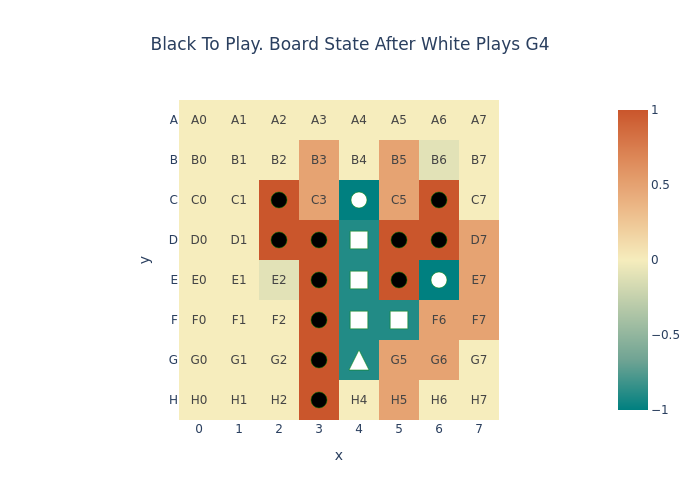 Black To Play. Board State After White Plays G4
A A0 A1 A2 A3 A4 A5 A6 A7
B B0 B1 B2 B3 B4 B5 B6 B7
C C0 C1 C3 C5 C7
D D0 D1 D7
E E0 E1 E2 E7
F F0 F1 F2 F6 F7
G G0 G1 G2 G5 G6 G7
H H0 H1 H2 H4 H5 H6 H7
0 1 2 3 4 5 6 7
x
y
1
0.5
0
−0.5
−1